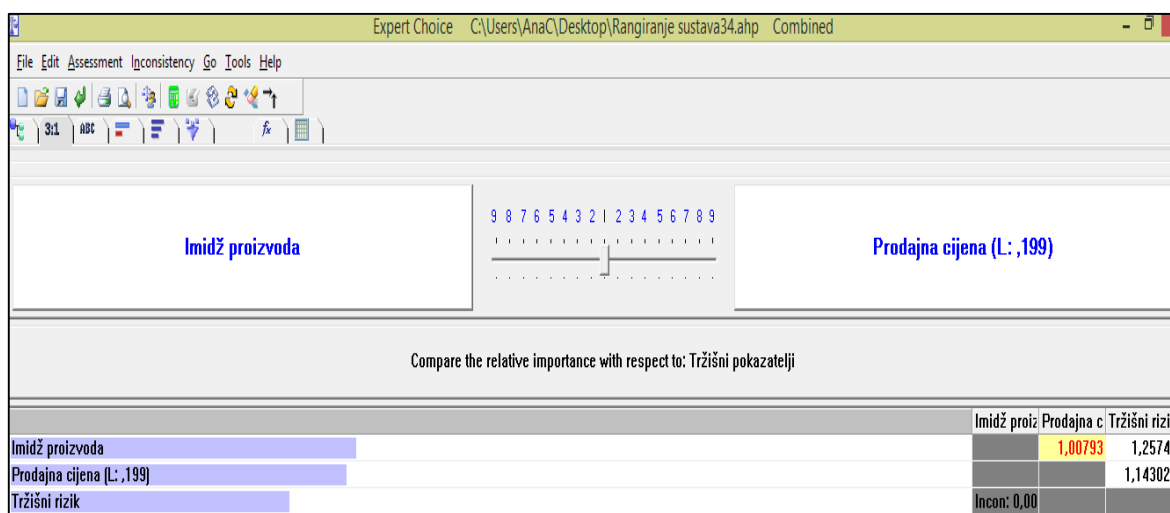 Expert Choice C:\Users\AnaC\Desktop\Rangiranje sustava34.ahp Combined
File Edit Assessment Inconsistency Go Tools Help
3:1 ABC fx
9 8 7 6 5 4 3 2 1 2 3 4 5 6 7 8 9
Imidž proizvoda
Prodajna cijena (L: ,199)
Compare the relative importance with respect to: Tržišni pokazatelji
Imidž proiz Prodajna c Tržišni rizi
Imidž proizvoda 1,00793 1,2574
Prodajna cijena (L: ,199) 1,14302
Tržišni rizik Incon: 0,00